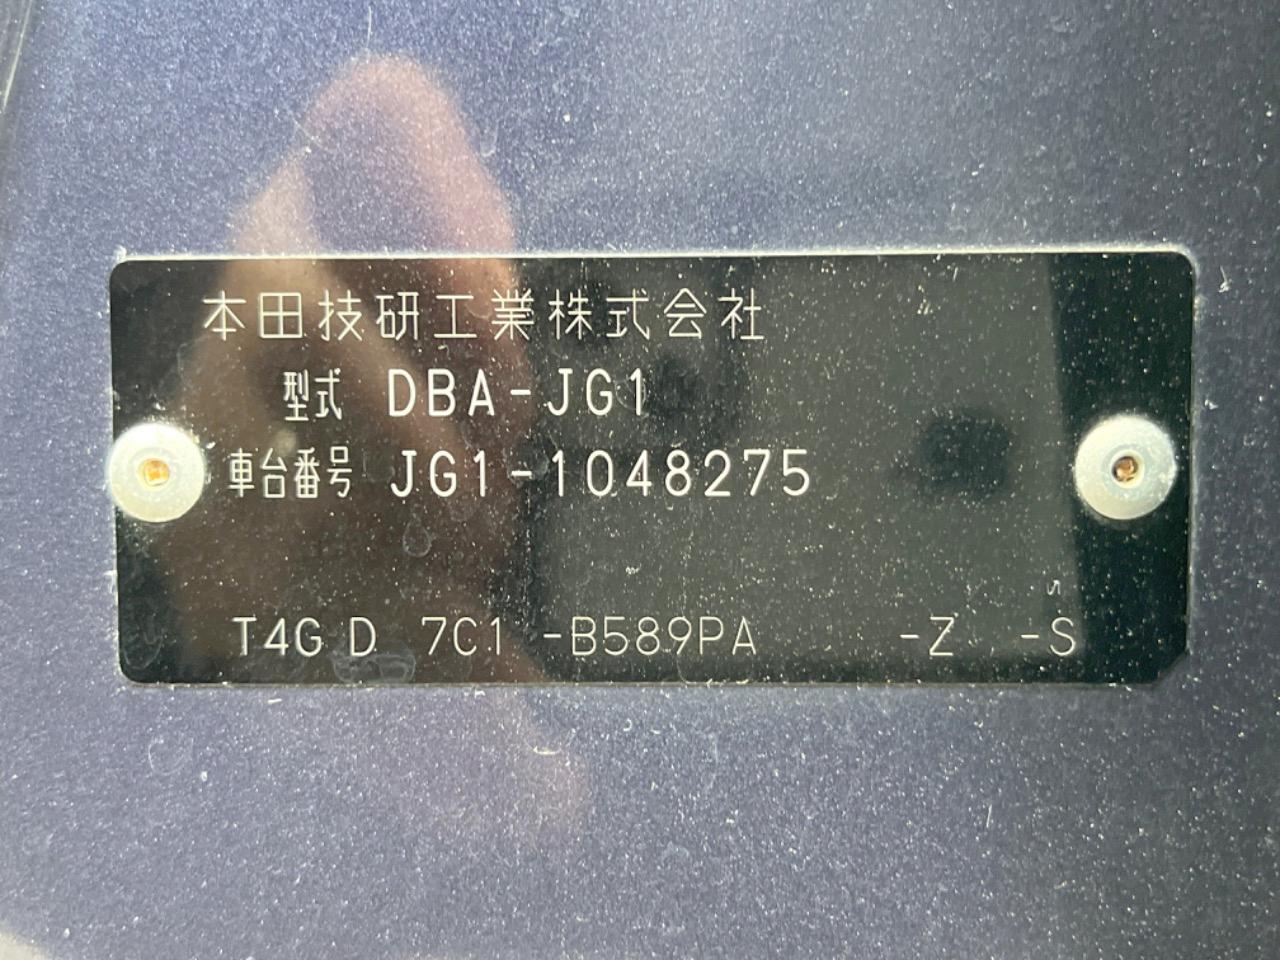 本田技研工業株式会社
型式 DBA-JG1
車台番号 JG1-1048275
T4G D 7C1 -B589PA -Z -S